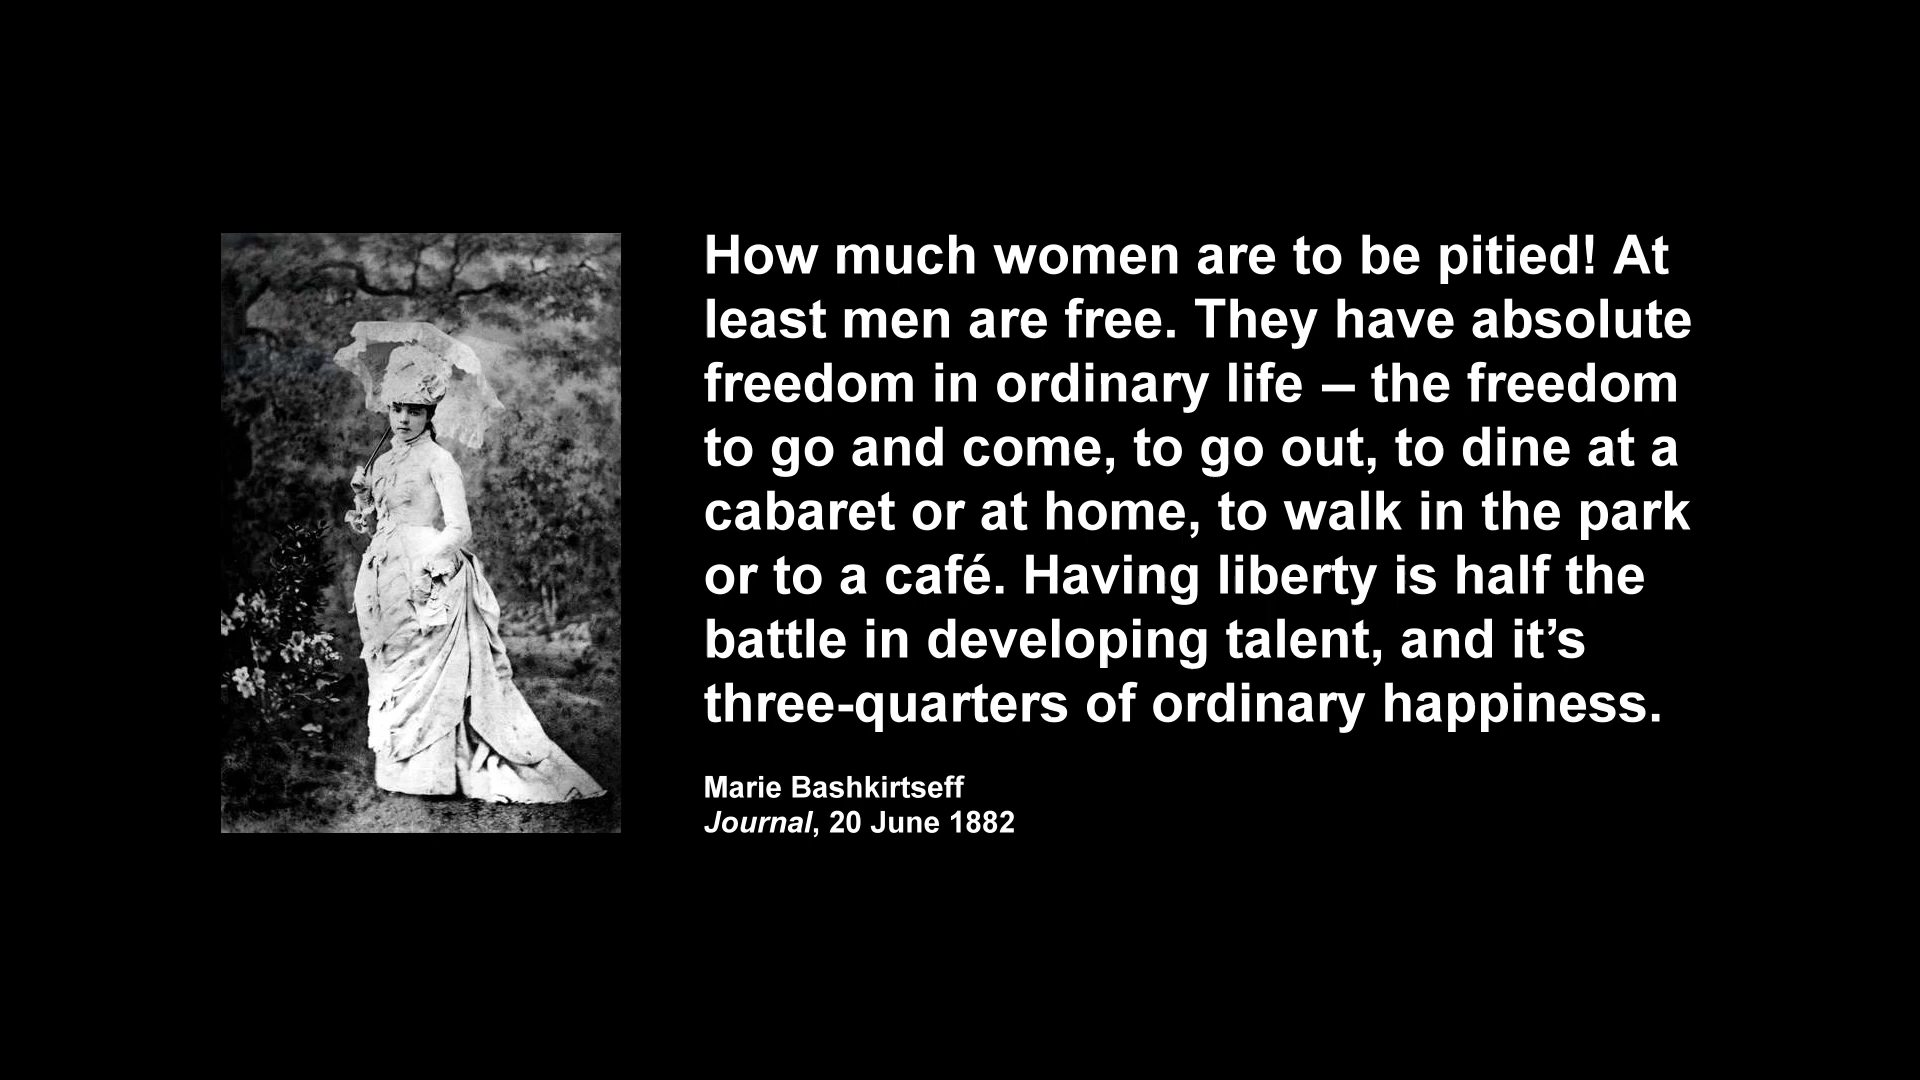 How much women are to be pitied! At
least men are free. They have absolute
freedom in ordinary life – the freedom
to go and come, to go out, to dine at a
cabaret or at home, to walk in the park
or to a café. Having liberty is half the
battle in developing talent, and it’s
three-quarters of ordinary happiness.
Marie Bashkirtseff
Journal, 20 June 1882